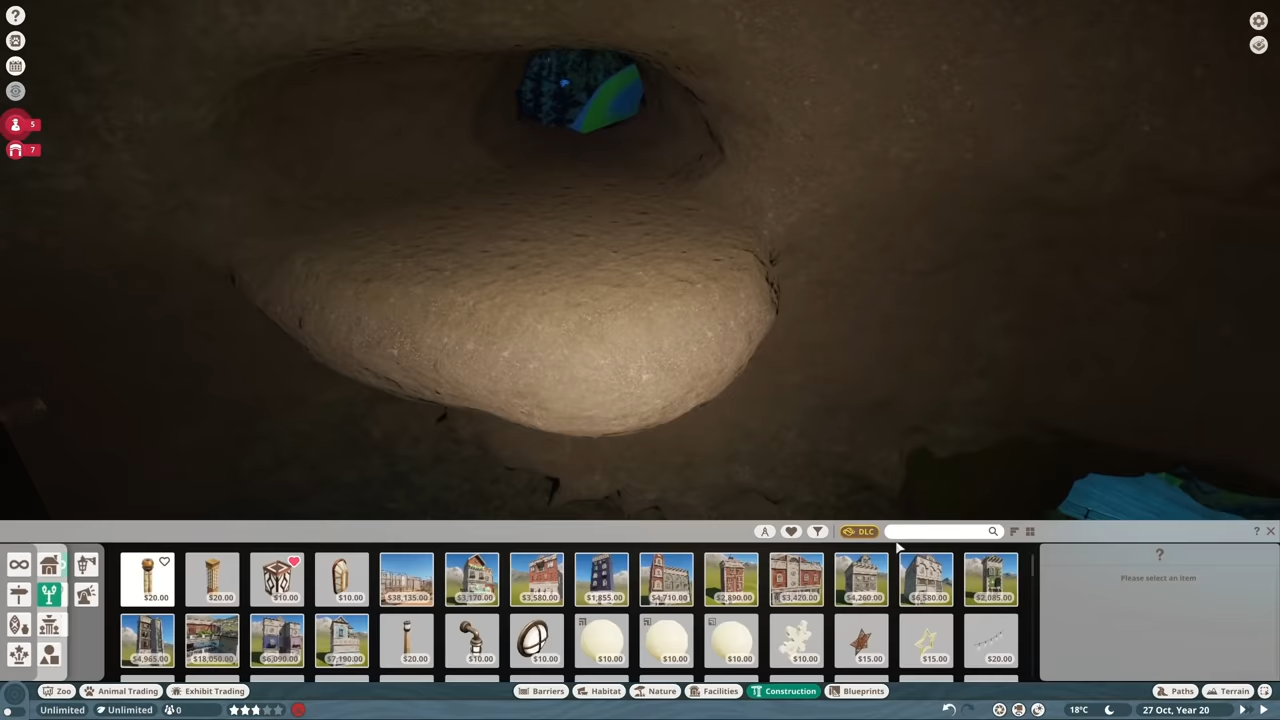 ?
5
7
A
DLC
?
$20.00
$20.00
$10.00
$10.00
$38,135.00
$3,170.00
$3,580.00
$1,855.00
$4,710.00
$2,890.00
$3,420.00
$4,260.00
$6,580.00
$2,085.00
?
Please select an item
$4,965.00
$18,050.00
$6,090.00
$7,190.00
$20.00
$10.00
$10.00
$10.00
$10.00
$10.00
$10.00
$15.00
$15.00
$20.00
Zoo
Animal Trading
Exhibit Trading
Barriers
Habitat
Nature
Facilities
Construction
Blueprints
Paths
Terrain
Unlimited
Unlimited
0
18°C
27 Oct, Year 20